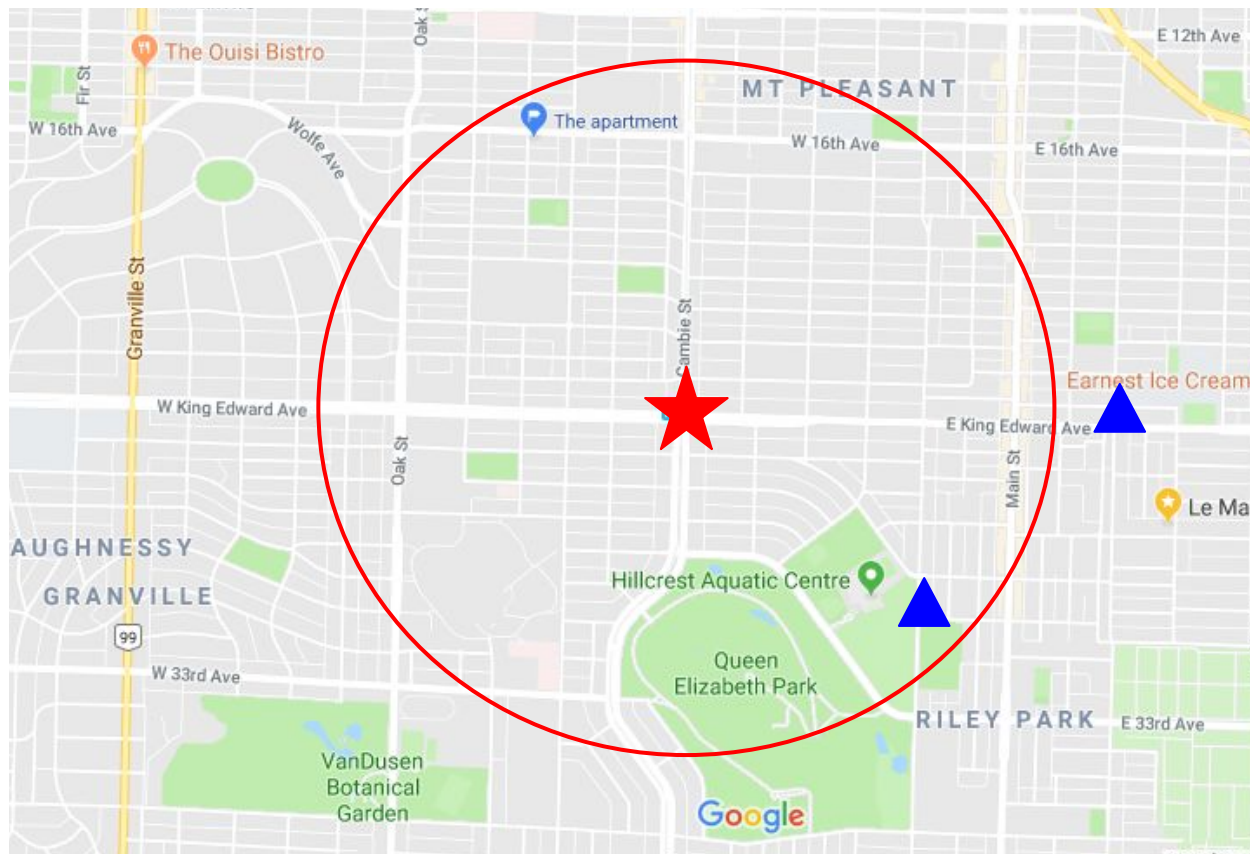 E 12th Ave
Oak S
The Ouisi Bistro
Fir St
MT PLEASANT
W 16th Ave
Wolfe Ave
The apartment
W 16th Ave
E 16th Ave
Granville St
Cambie St
Earnest Ice Cream
W King Edward Ave
E King Edward Ave
Oak St
Main St
Le Ma
AUGHNESSY
GRANVILLE
Hillcrest Aquatic Centre
99
W 33rd Ave
Queen
Elizabeth Park
RILEY PARK
E 33rd Ave
VanDusen
Botanical
Garden
Google